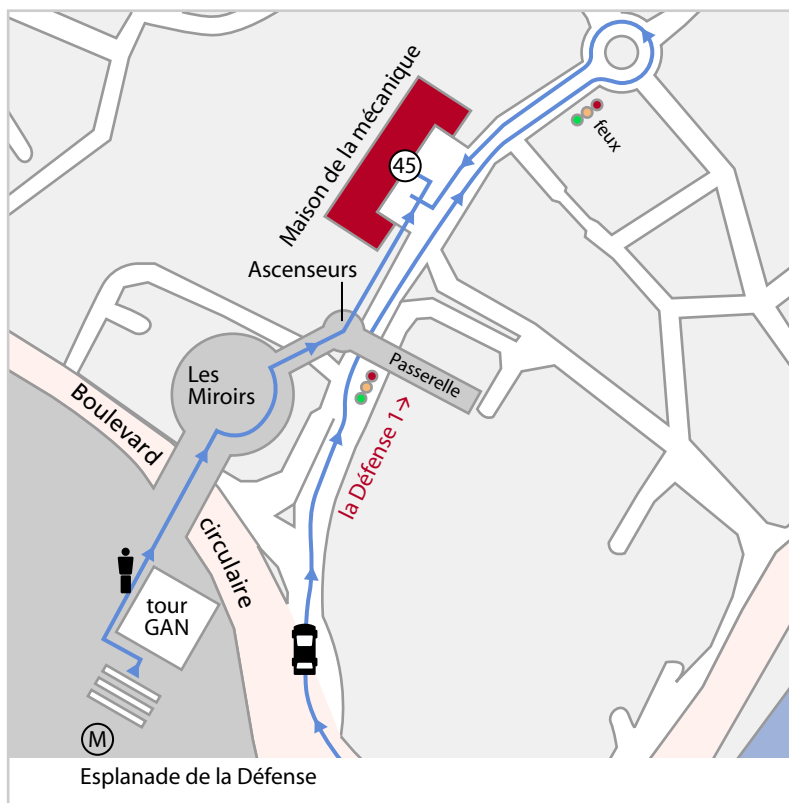 Maison de la mécanique
feux
45
Ascenseurs
Les
Miroirs
Passerelle
Boulevard
circulaire
la Défense 1→
tour
GAN
M
Esplanade de la Défense